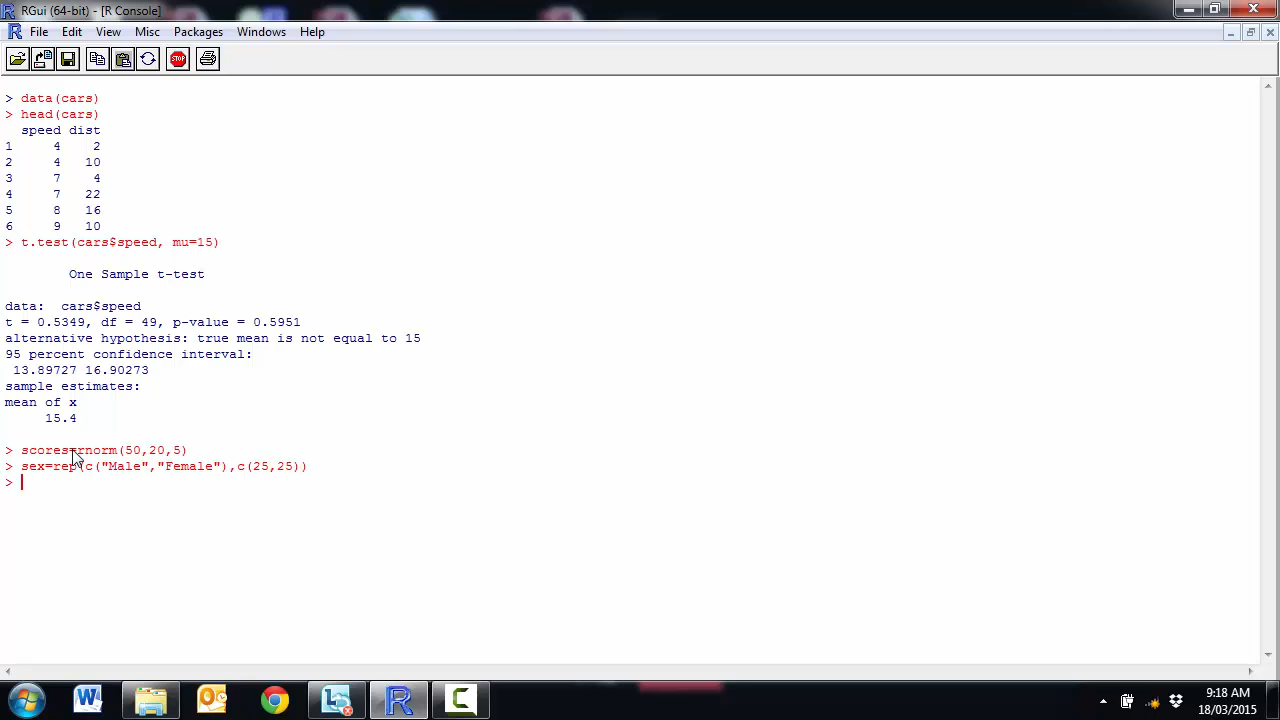 RGui (64-bit) - [R Console]
File Edit View Misc Packages Windows Help
STOP
> data(cars)
> head(cars)
speed dist
1 4 2
2 4 10
3 7 4
4 7 22
5 8 16
6 9 10
> t.test(cars$speed, mu=15)
One Sample t-test
data: cars$speed
t = 0.5349, df = 49, p-value = 0.5951
alternative hypothesis: true mean is not equal to 15
95 percent confidence interval:
13.89727 16.90273
sample estimates:
mean of x
15.4
> scores=rnorm(50,20,5)
> sex=rep(c("Male","Female"),c(25,25))
>
9:18 AM
18/03/2015